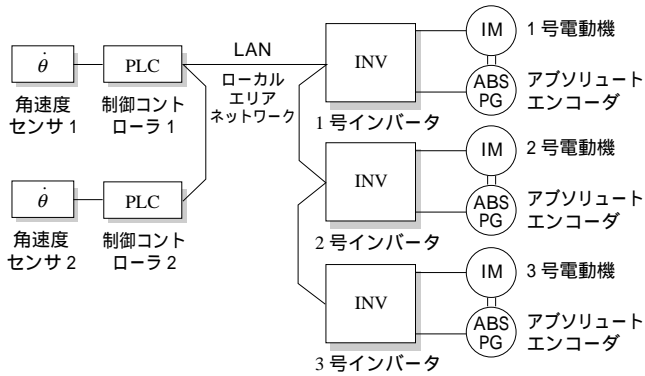 θ̇
PLC
LAN
ローカル
エリア
ネットワーク
INV
IM
1号電動機
ABS
PG
アブソリュート
エンコーダ
角速度
センサ1
制御コント
ローラ1
1号インバータ
θ̇
PLC
INV
IM
2号電動機
ABS
PG
アブソリュート
エンコーダ
角速度
センサ2
制御コント
ローラ2
2号インバータ
INV
IM
3号電動機
ABS
PG
アブソリュート
エンコーダ
3号インバータ